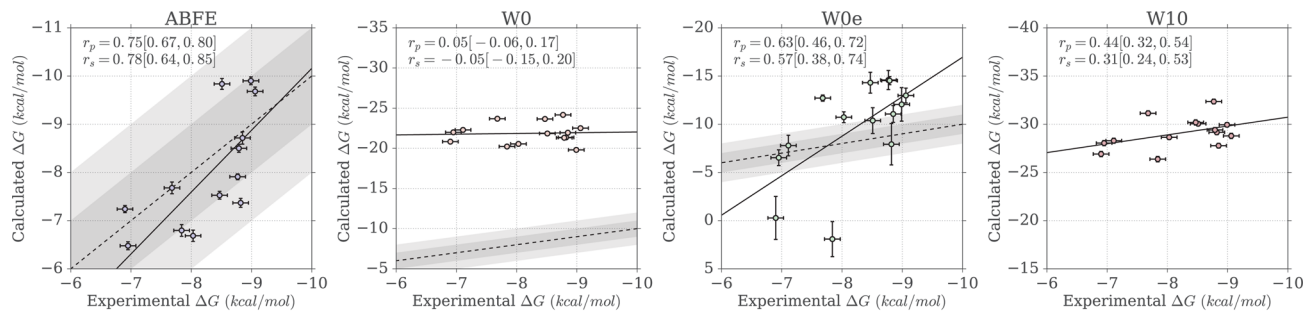 ABFE
r_p = 0.75[0.67, 0.80]
r_s = 0.78[0.64, 0.85]
−11
−10
−9
−8
−7
−6
Calculated ΔG (kcal/mol)
−6 −7 −8 −9 −10
Experimental ΔG (kcal/mol)
W0
r_p = 0.05[ − 0.06, 0.17]
r_s = − 0.05[ − 0.15, 0.20]
−35
−30
−25
−20
−15
−10
−5
Calculated ΔG (kcal/mol)
−6 −7 −8 −9 −10
Experimental ΔG (kcal/mol)
W0e
r_p = 0.63[0.46, 0.72]
r_s = 0.57[0.38, 0.74]
−20
−15
−10
−5
0
5
Calculated ΔG (kcal/mol)
−6 −7 −8 −9 −10
Experimental ΔG (kcal/mol)
W10
r_p = 0.44[0.32, 0.54]
r_s = 0.31[0.24, 0.53]
−40
−35
−30
−25
−20
−15
Calculated ΔG (kcal/mol)
−6 −7 −8 −9 −10
Experimental ΔG (kcal/mol)